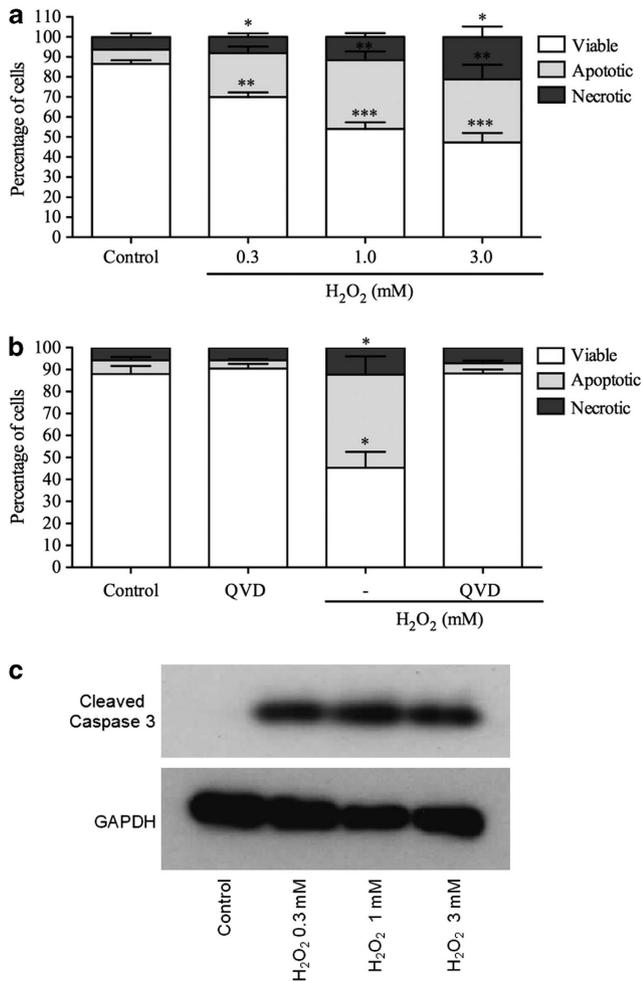 a
110
100
90
80
70
60
50
40
30
20
10
0
Percentage of cells
*
**
**
***
*
**
***
Viable
Apototic
Necrotic
Control
0.3
1.0
3.0
H₂O₂ (mM)
b
100
90
80
70
60
50
40
30
20
10
0
Percentage of cells
*
*
Viable
Apoptotic
Necrotic
Control
QVD
-
QVD
H₂O₂ (mM)
c
Cleaved
Caspase 3
GAPDH
Control
H₂O₂ 0.3 mM
H₂O₂ 1 mM
H₂O₂ 3 mM